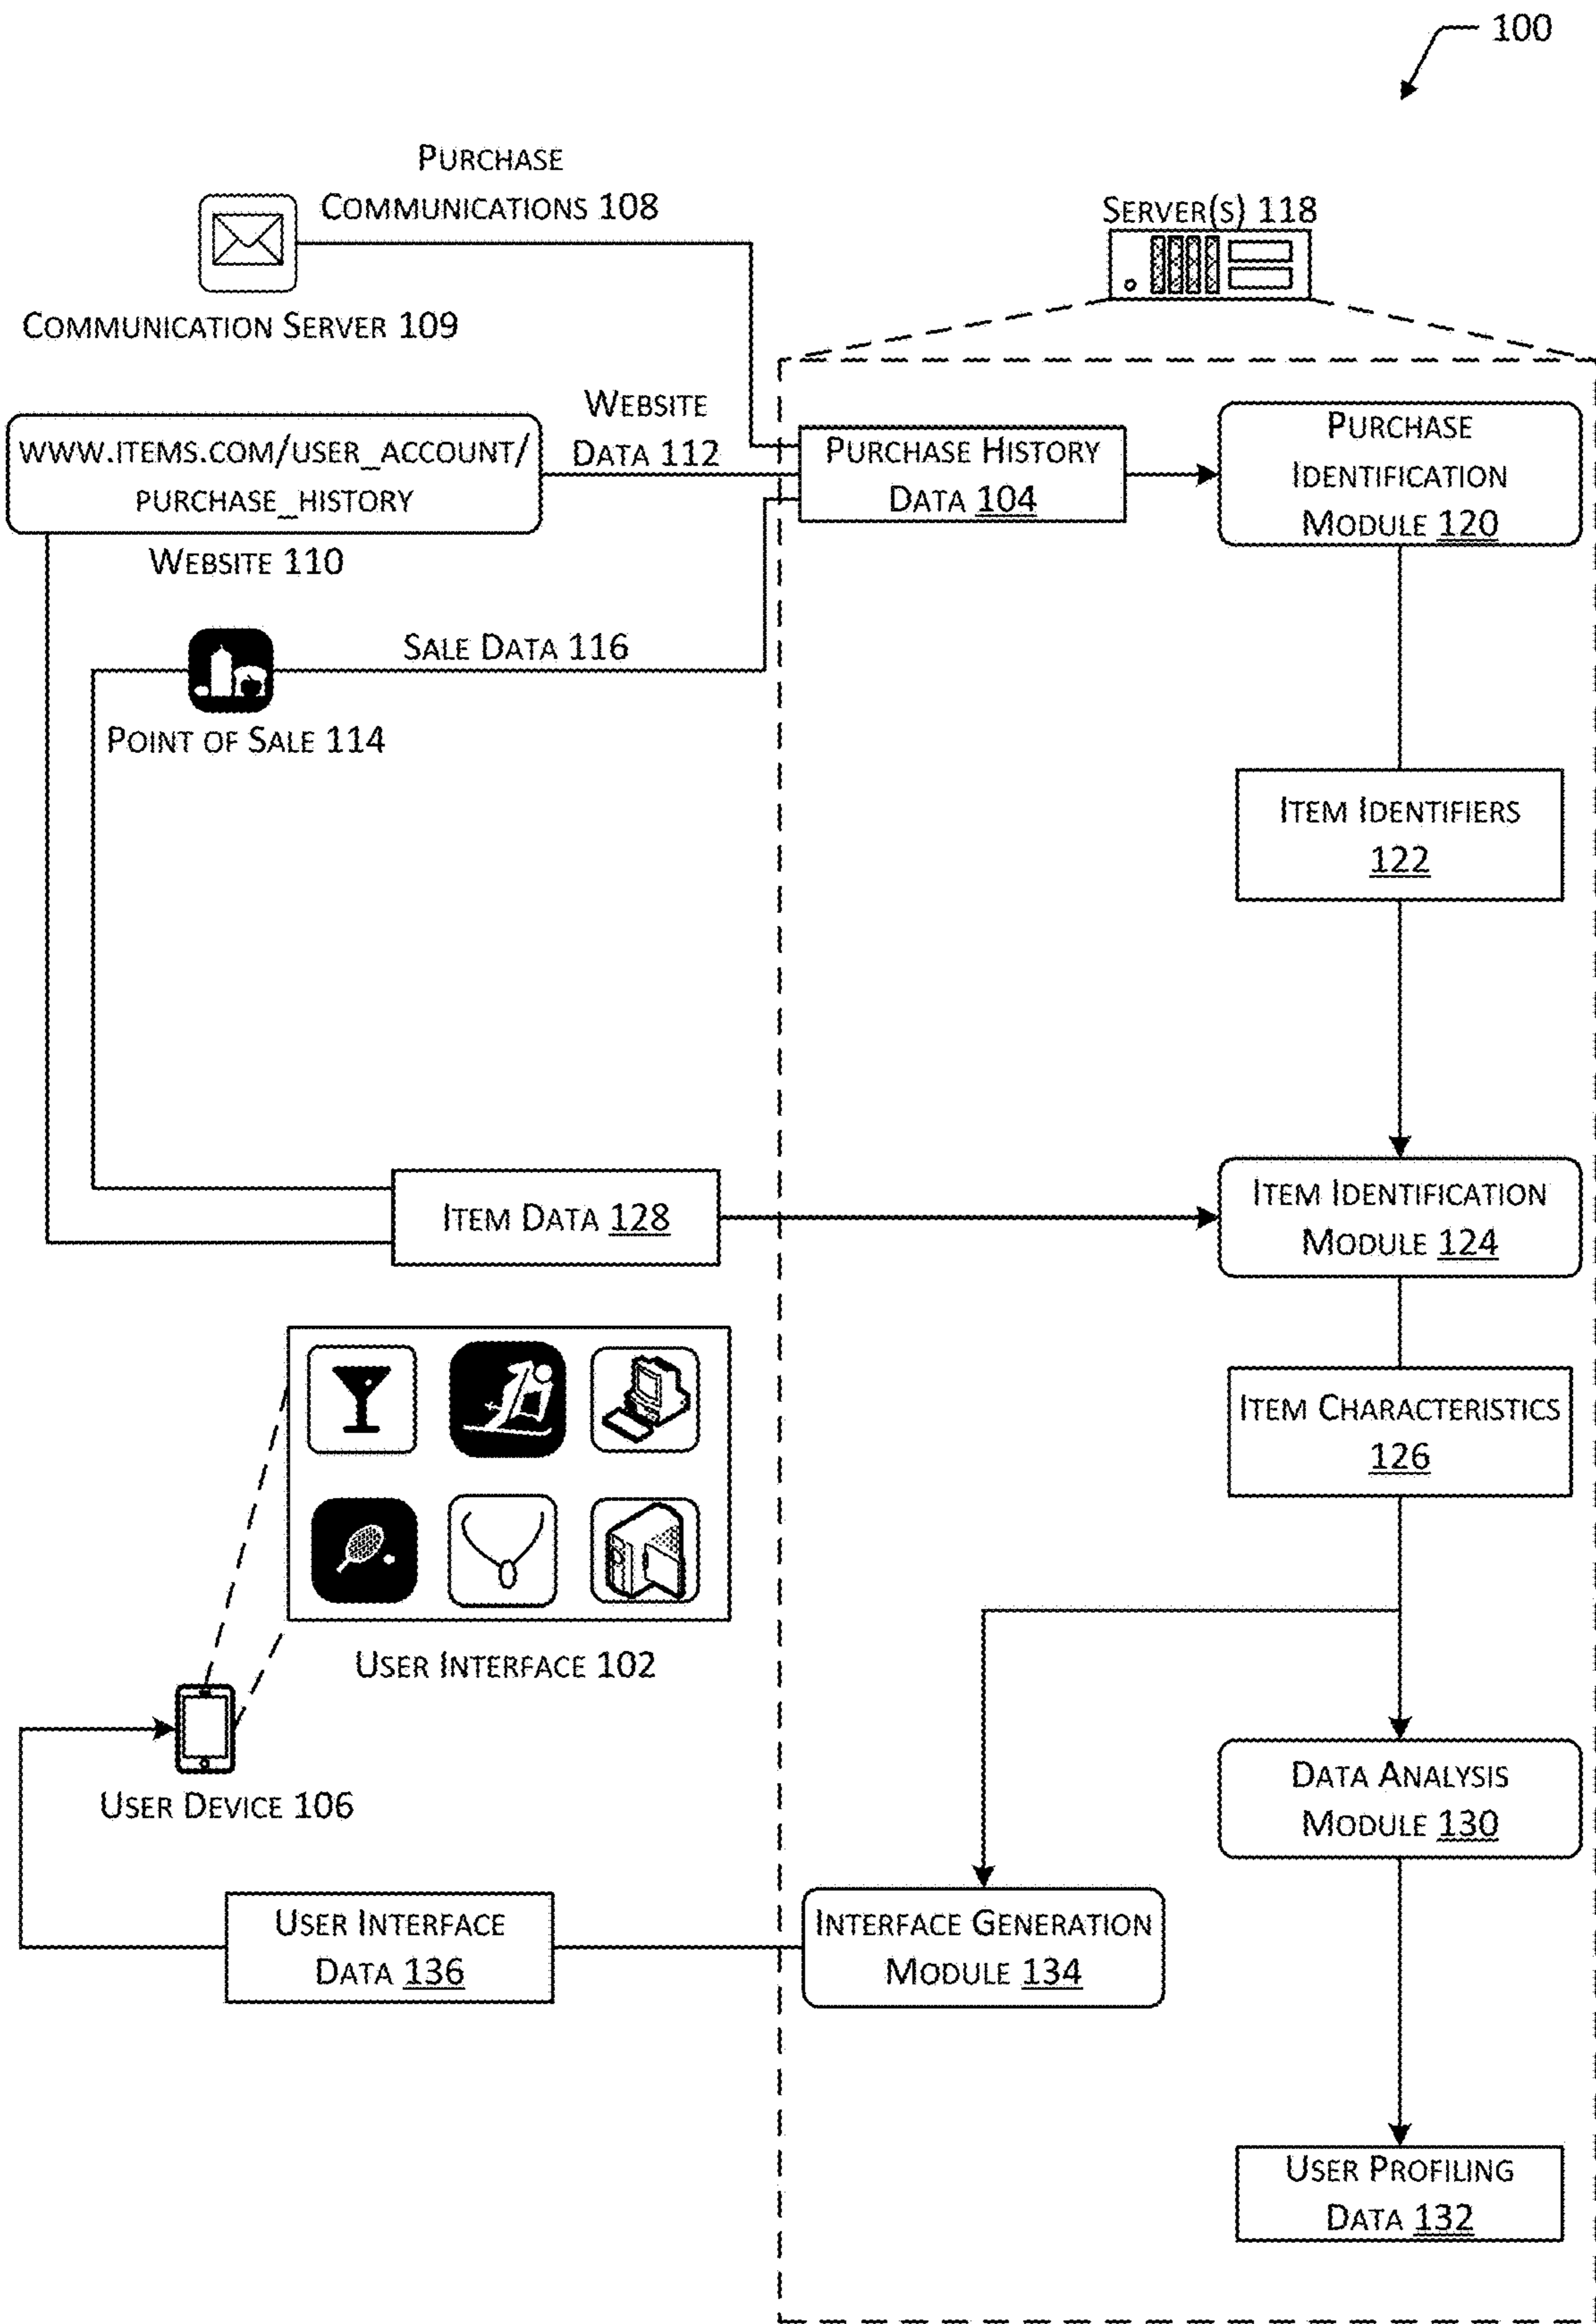 100
PURCHASE
COMMUNICATIONS 108
SERVER(S) 118
COMMUNICATION SERVER 109
WEBSITE
DATA 112
WWW.ITEMS.COM/USER_ACCOUNT/
PURCHASE_HISTORY
WEBSITE 110
PURCHASE HISTORY
DATA 104
PURCHASE
IDENTIFICATION
MODULE 120
SALE DATA 116
POINT OF SALE 114
ITEM IDENTIFIERS
122
ITEM DATA 128
ITEM IDENTIFICATION
MODULE 124
ITEM CHARACTERISTICS
126
USER INTERFACE 102
USER DEVICE 106
DATA ANALYSIS
MODULE 130
USER INTERFACE
DATA 136
INTERFACE GENERATION
MODULE 134
USER PROFILING
DATA 132